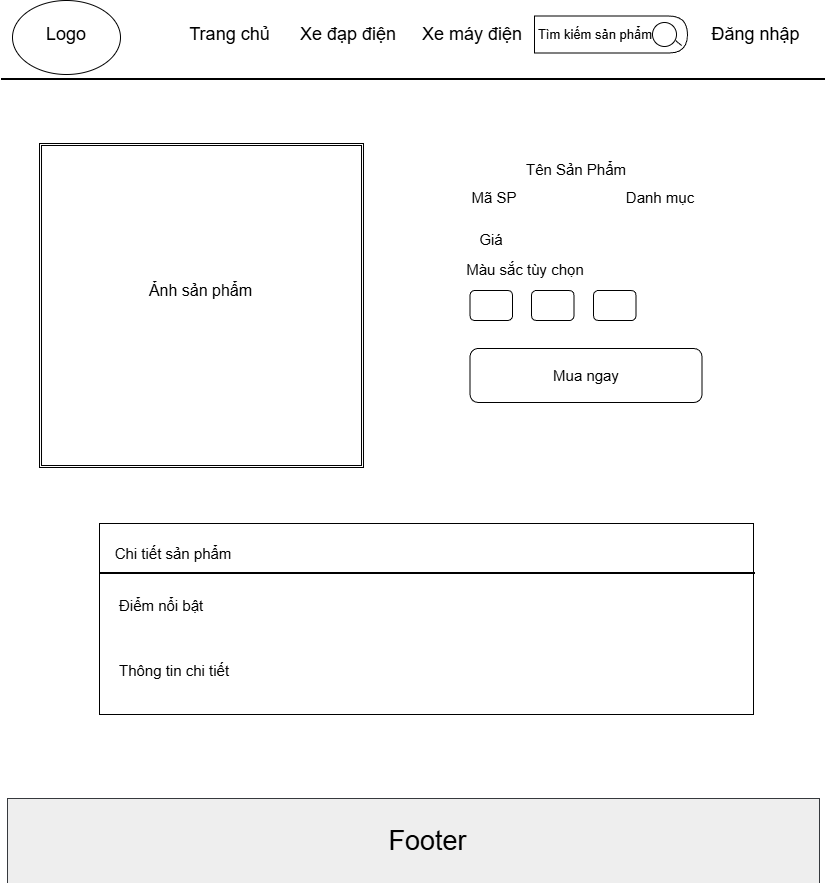 Logo
Trang chủ
Xe đạp điện
Xe máy điện
Tìm kiếm sản phẩm
Đăng nhập
Ảnh sản phẩm
Tên Sản Phẩm
Mã SP
Danh mục
Giá
Màu sắc tùy chọn
Mua ngay
Chi tiết sản phẩm
Điểm nổi bật
Thông tin chi tiết
Footer